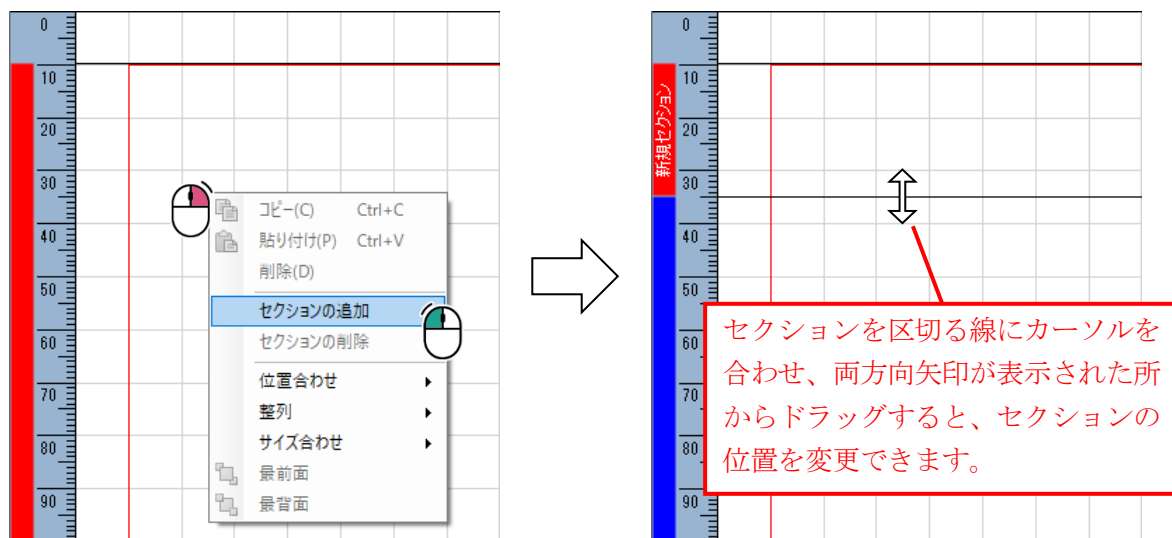 0
10
20
30
40
50
60
70
80
90
コピー(C) Ctrl+C
貼り付け(P) Ctrl+V
削除(D)
セクションの追加
セクションの削除
位置合わせ
整列
サイズ合わせ
最前面
最背面
0
10
20
30
40
50
60
70
80
90
新規セクション
セクションを区切る線にカーソルを
合わせ、両方向矢印が表示された所
からドラッグすると、セクションの
位置を変更できます。